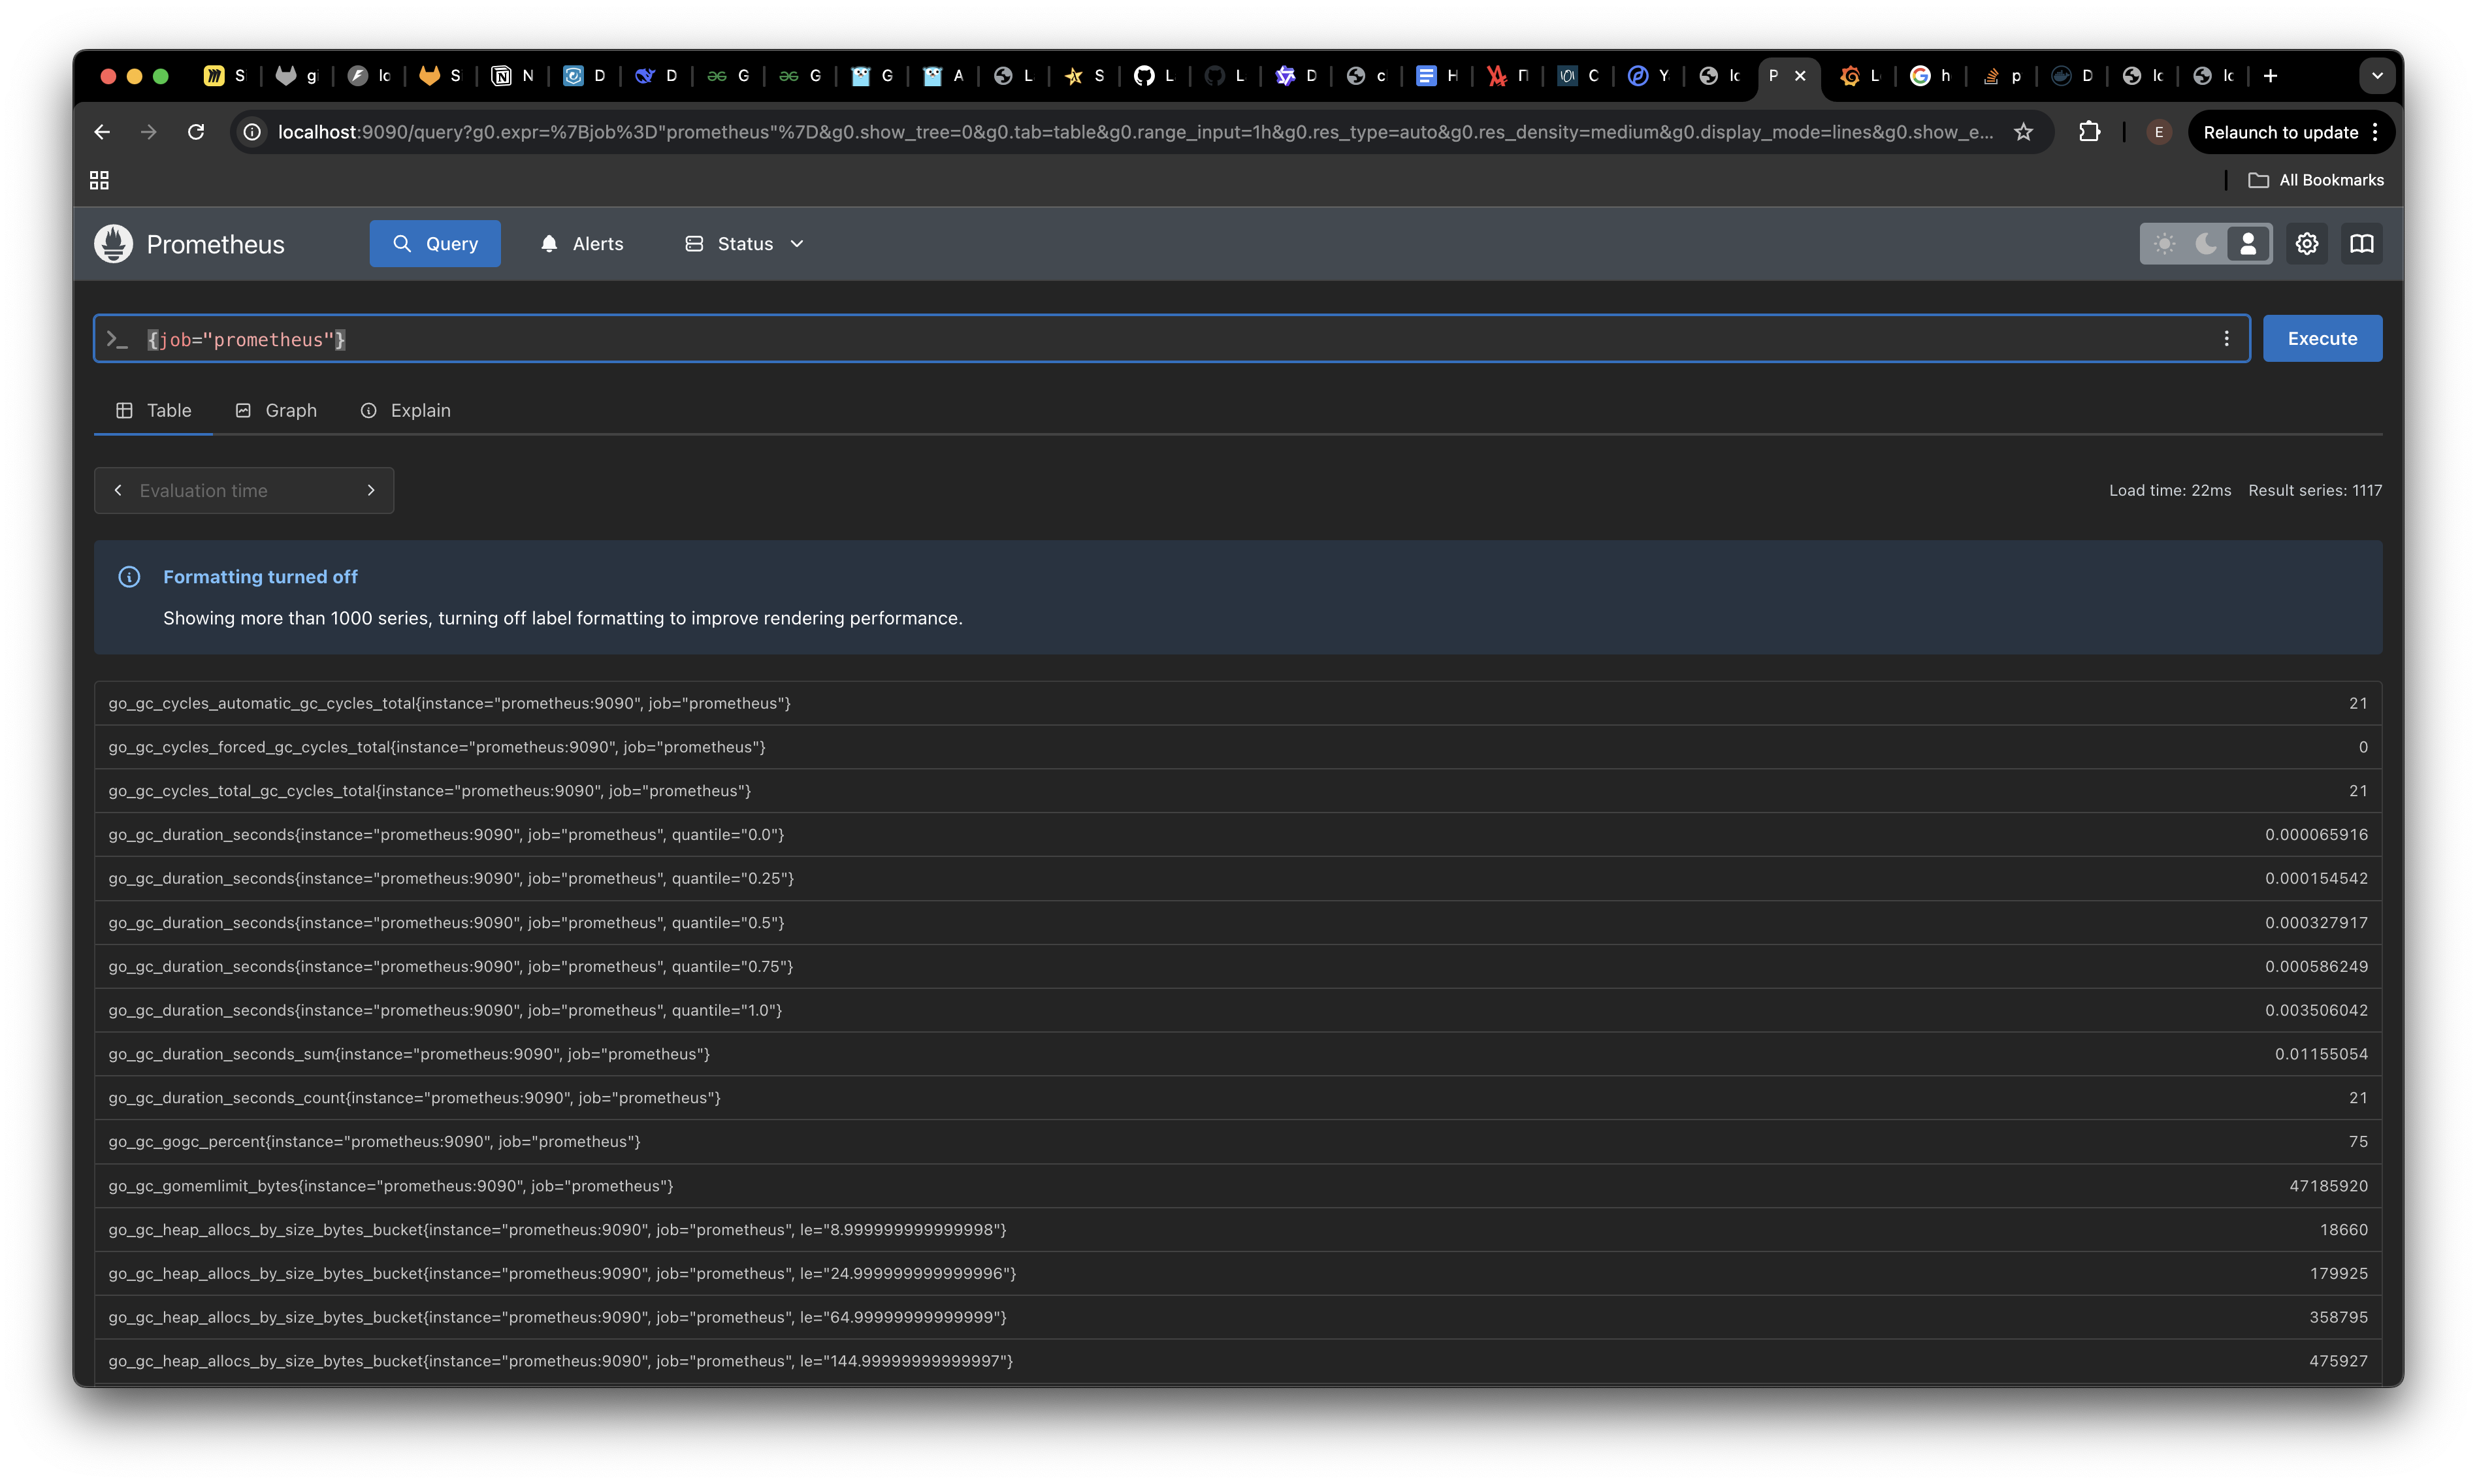 S gi lo S N D D G G G A L S L L D c H П C Y lo P L h p D lo lo
localhost:9090/query?g0.expr=%7Bjob%3D"prometheus"%7D&g0.show_tree=0&g0.tab=table&g0.range_input=1h&g0.res_type=auto&g0.res_density=medium&g0.display_mode=lines&g0.show_e...
E
Relaunch to update
All Bookmarks
Prometheus
Query
Alerts
Status
{job="prometheus"}
Execute
Table
Graph
Explain
Evaluation time
Load time: 22ms Result series: 1117
Formatting turned off
Showing more than 1000 series, turning off label formatting to improve rendering performance.
go_gc_cycles_automatic_gc_cycles_total{instance="prometheus:9090", job="prometheus"} 21
go_gc_cycles_forced_gc_cycles_total{instance="prometheus:9090", job="prometheus"} 0
go_gc_cycles_total_gc_cycles_total{instance="prometheus:9090", job="prometheus"} 21
go_gc_duration_seconds{instance="prometheus:9090", job="prometheus", quantile="0.0"} 0.000065916
go_gc_duration_seconds{instance="prometheus:9090", job="prometheus", quantile="0.25"} 0.000154542
go_gc_duration_seconds{instance="prometheus:9090", job="prometheus", quantile="0.5"} 0.000327917
go_gc_duration_seconds{instance="prometheus:9090", job="prometheus", quantile="0.75"} 0.000586249
go_gc_duration_seconds{instance="prometheus:9090", job="prometheus", quantile="1.0"} 0.003506042
go_gc_duration_seconds_sum{instance="prometheus:9090", job="prometheus"} 0.01155054
go_gc_duration_seconds_count{instance="prometheus:9090", job="prometheus"} 21
go_gc_gogc_percent{instance="prometheus:9090", job="prometheus"} 75
go_gc_gomemlimit_bytes{instance="prometheus:9090", job="prometheus"} 47185920
go_gc_heap_allocs_by_size_bytes_bucket{instance="prometheus:9090", job="prometheus", le="8.999999999999998"} 18660
go_gc_heap_allocs_by_size_bytes_bucket{instance="prometheus:9090", job="prometheus", le="24.999999999999996"} 179925
go_gc_heap_allocs_by_size_bytes_bucket{instance="prometheus:9090", job="prometheus", le="64.99999999999999"} 358795
go_gc_heap_allocs_by_size_bytes_bucket{instance="prometheus:9090", job="prometheus", le="144.99999999999997"} 475927